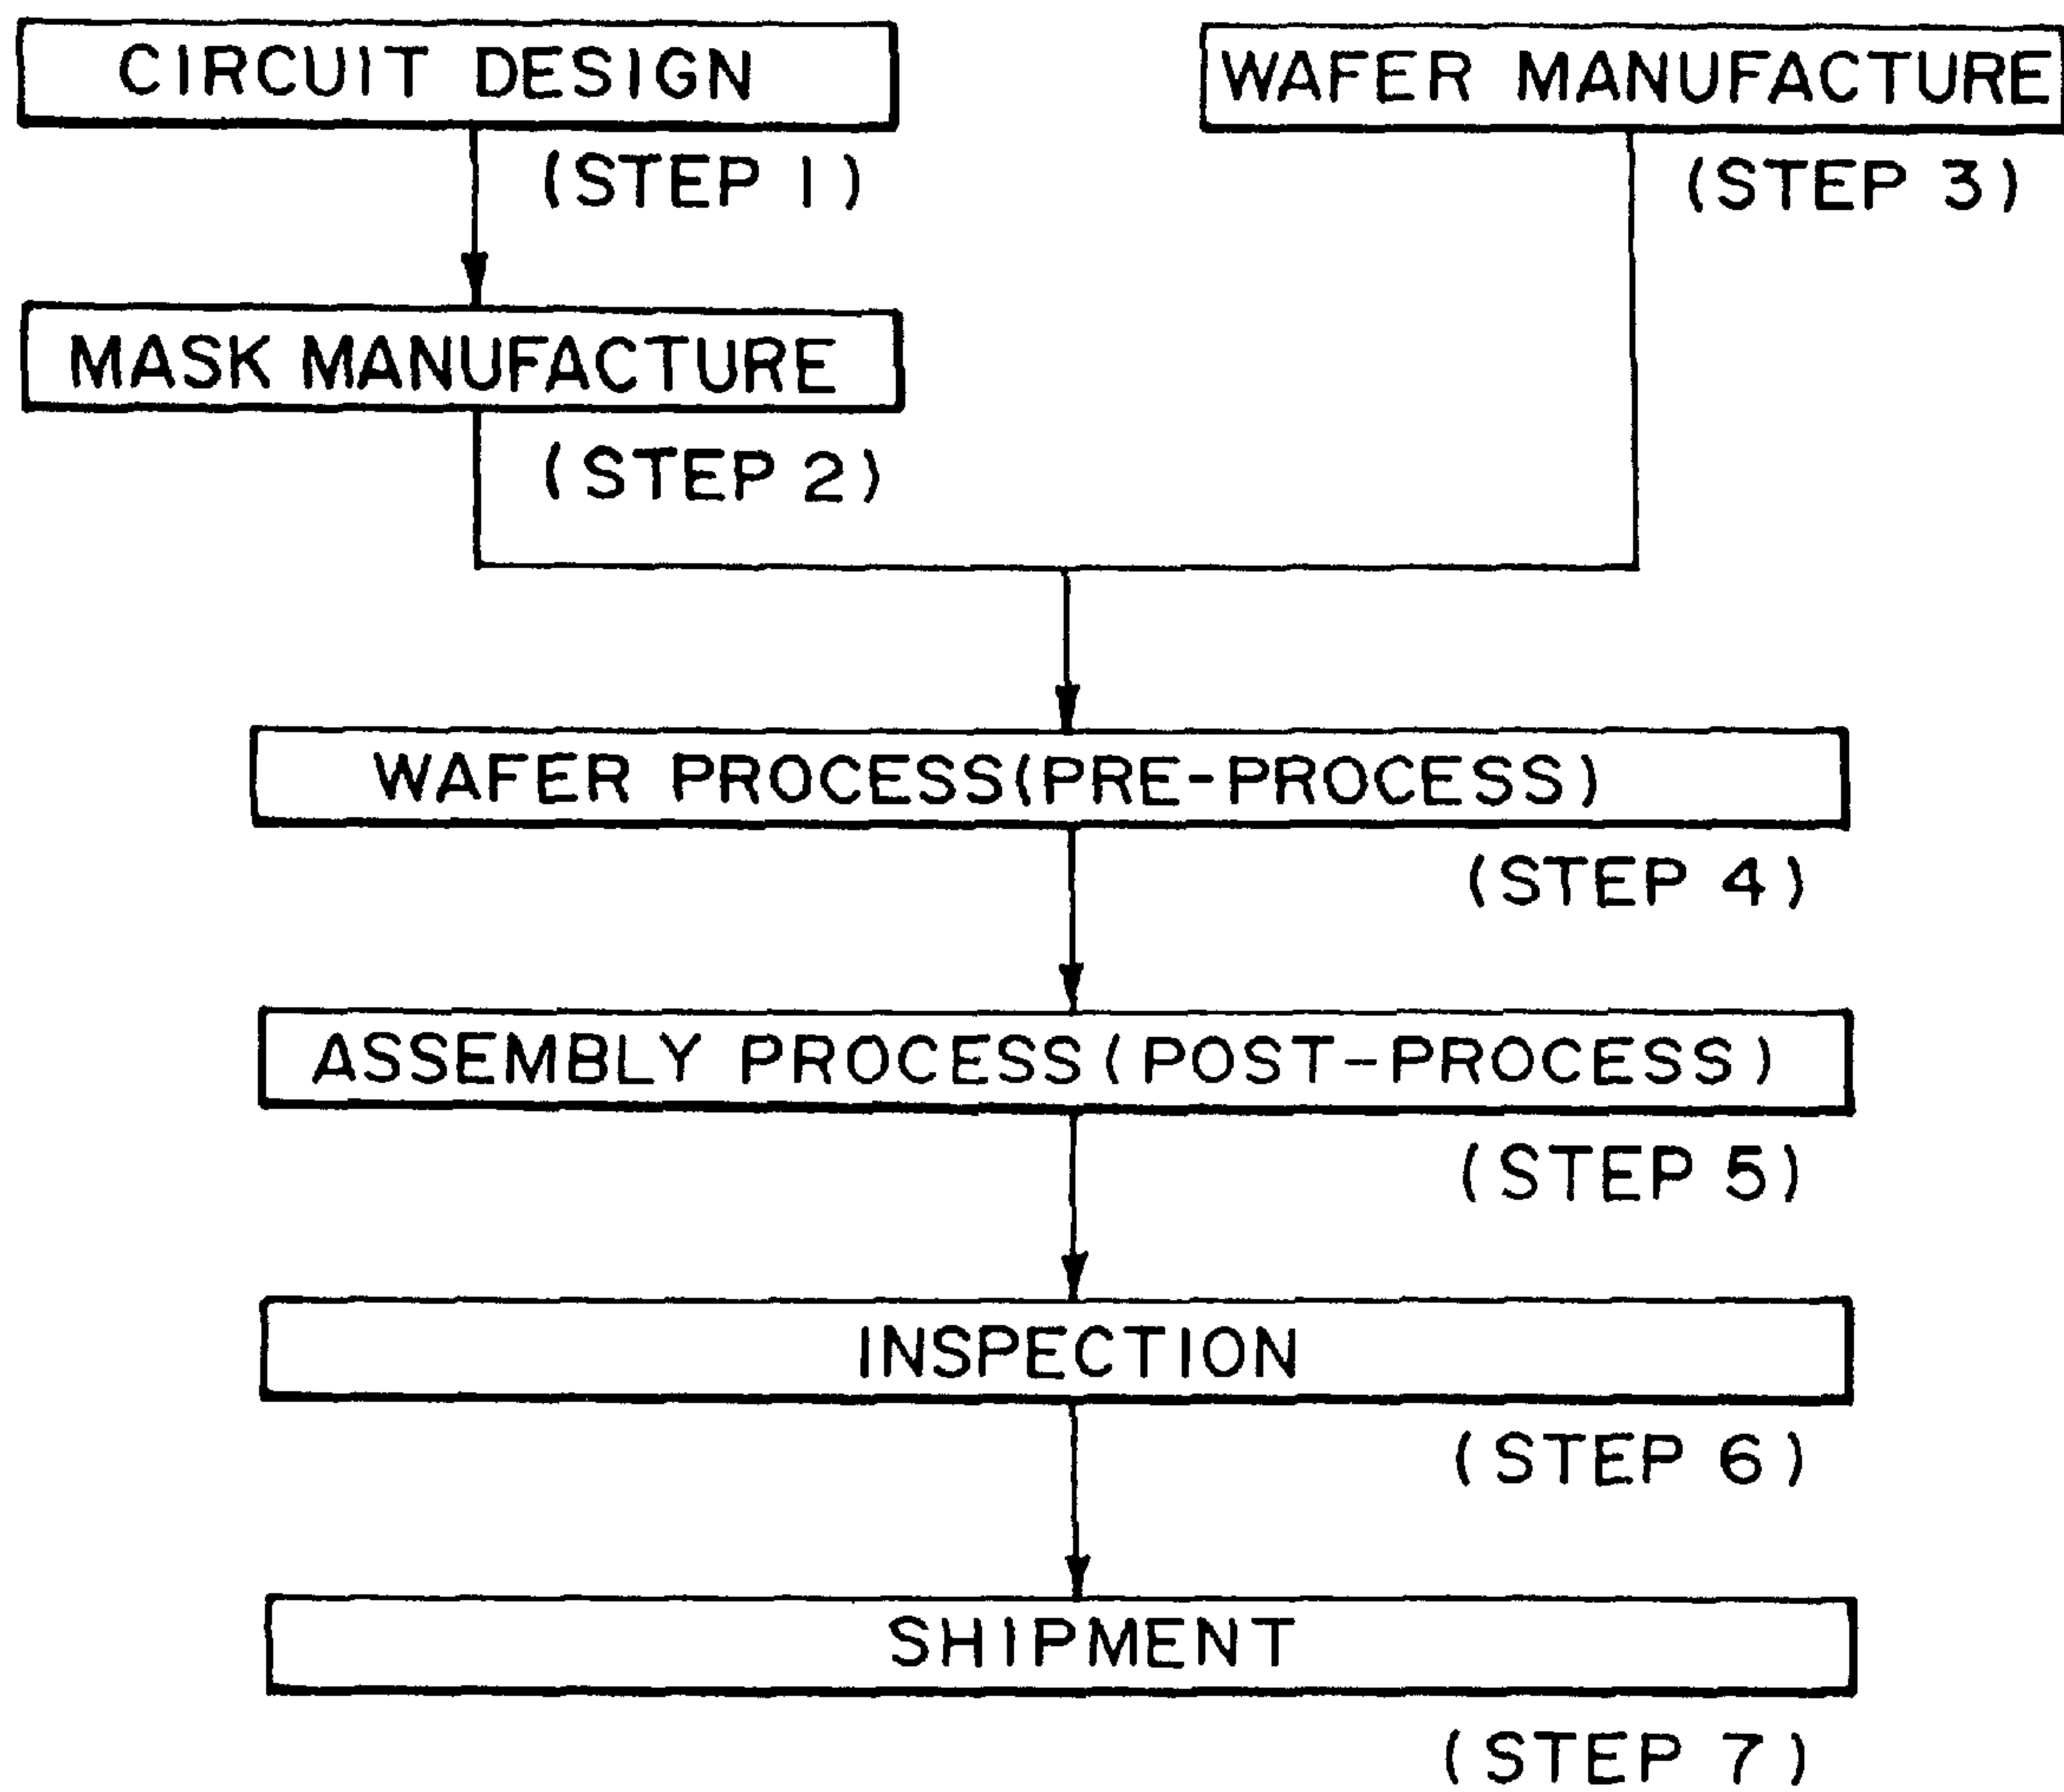 CIRCUIT DESIGN
(STEP 1)
WAFER MANUFACTURE
(STEP 3)
MASK MANUFACTURE
(STEP 2)
WAFER PROCESS(PRE-PROCESS)
(STEP 4)
ASSEMBLY PROCESS(POST-PROCESS)
(STEP 5)
INSPECTION
(STEP 6)
SHIPMENT
(STEP 7)